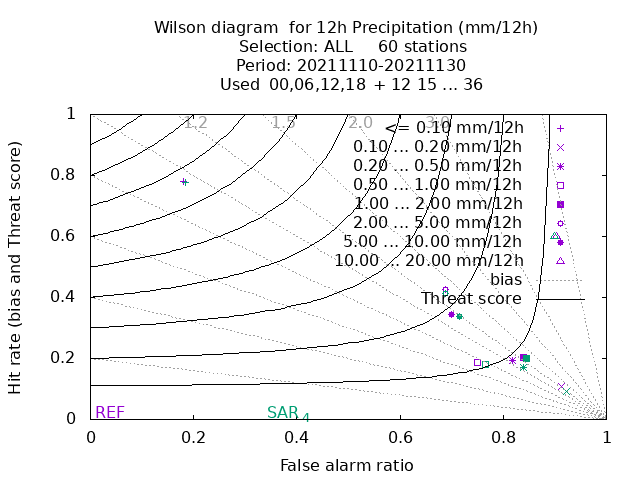 Wilson diagram  for 12h Precipitation (mm/12h)
Selection: ALL     60 stations
Period: 20211110-20211130
Used  00,06,12,18  + 12 15 ... 36
1.2 1.5 2.0 3.0
<= 0.10 mm/12h
0.10 ... 0.20 mm/12h
0.20 ... 0.50 mm/12h
0.50 ... 1.00 mm/12h
1.00 ... 2.00 mm/12h
2.00 ... 5.00 mm/12h
5.00 ... 10.00 mm/12h
10.00 ... 20.00 mm/12h
bias
Threat score
1
0.8
0.6
0.4
0.2
0
Hit rate (bias and Threat score)
REF SAR_4
0 0.2 0.4 0.6 0.8 1
False alarm ratio